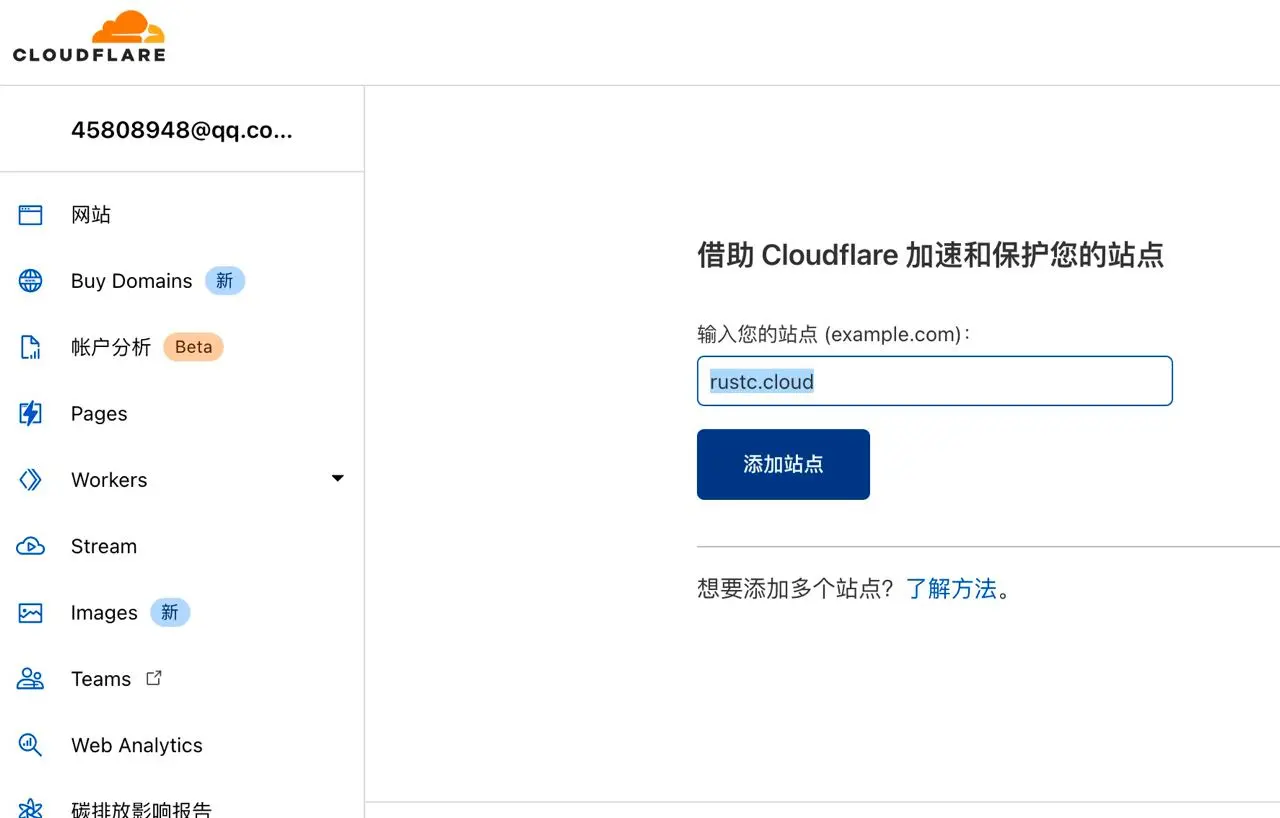 CLOUDFLARE
45808948@qq.co...
网站
Buy Domains 新
帐户分析 Beta
Pages
Workers
Stream
Images 新
Teams
Web Analytics
碳排放影响报告
借助 Cloudflare 加速和保护您的站点
输入您的站点 (example.com)：
rustc.cloud
添加站点
想要添加多个站点？了解方法。